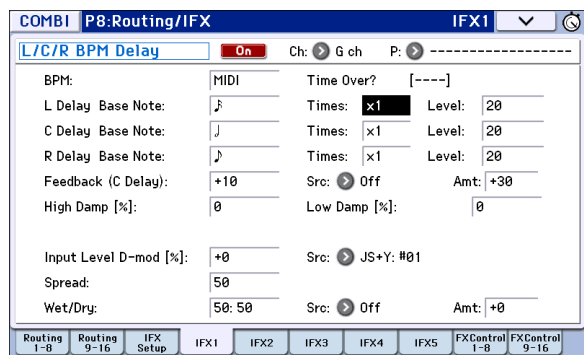 COMBI P8:Routing/IFX IFX1
L/C/R BPM Delay On Ch: G ch P: -------------------
BPM: MIDI Time Over? [----]
L Delay Base Note: Times: x1 Level: 20
C Delay Base Note: Times: x1 Level: 20
R Delay Base Note: Times: x1 Level: 20
Feedback (C Delay): +10 Src: Off Amt: +30
High Damp [%]: 0 Low Damp [%]: 0
Input Level D-mod [%]: +0 Src: JS+Y: #01
Spread: 50
Wet/Dry: 50: 50 Src: Off Amt: +0
Routing 1-8 Routing 9-16 IFX Setup IFX1 IFX2 IFX3 IFX4 IFX5 FXControl 1-8 FXControl 9-16